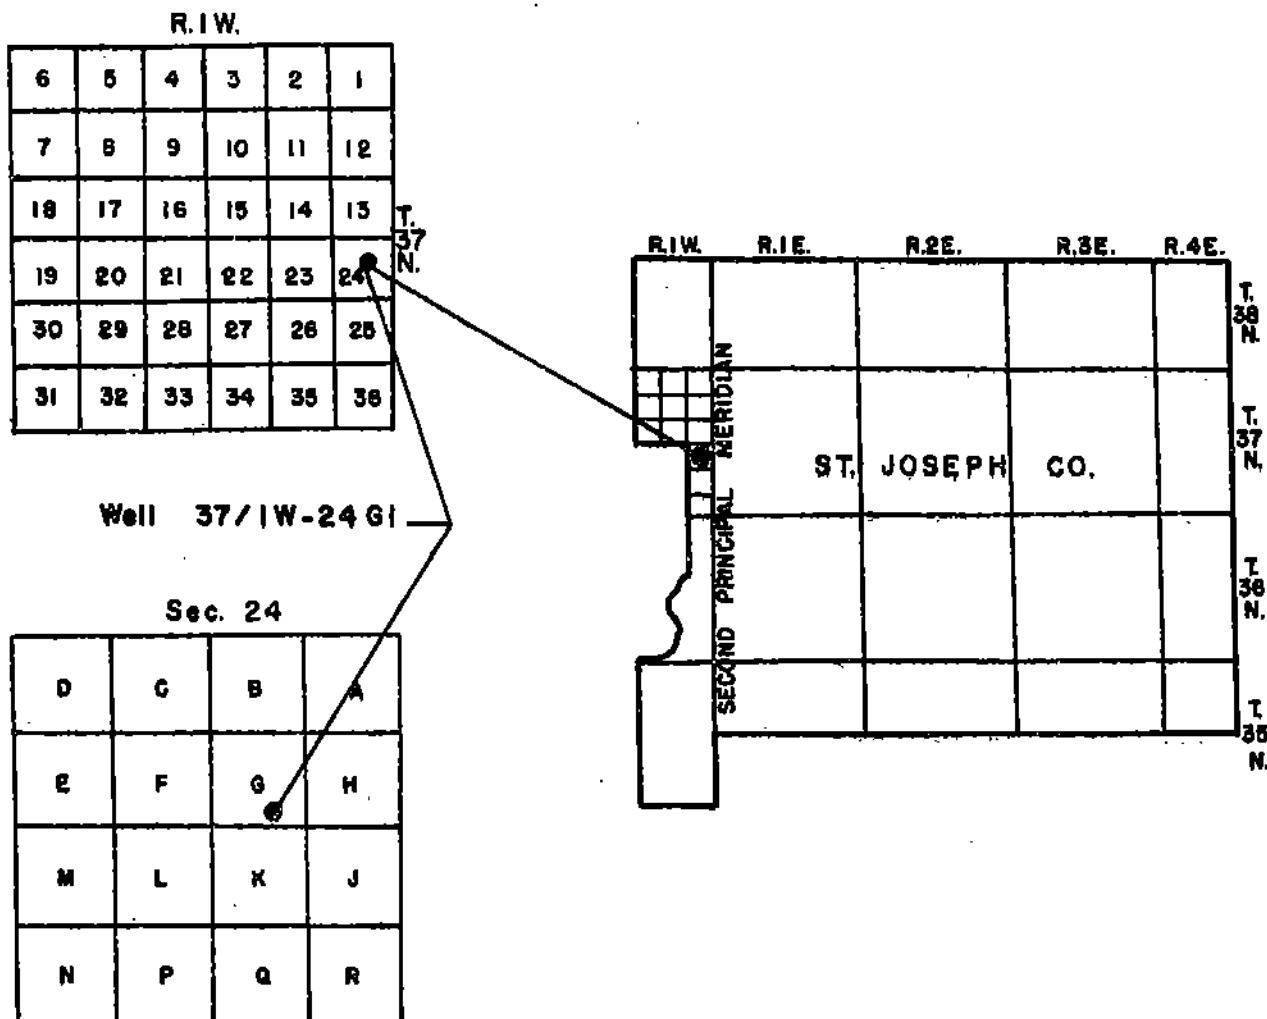 R. 1 W.
6 5 4 3 2 1
7 8 9 10 11 12
18 17 16 15 14 13
T. 37 N.
19 20 21 22 23 24
30 29 28 27 26 25
31 32 33 34 35 36
Well 37/1W-24 G1
Sec. 24
D C B A
E F G H
M L K J
N P Q R
R.1W. R.1E. R.2E. R.3E. R.4E.
T. 38 N.
T. 37 N.
T. 36 N.
T. 35 N.
SECOND PRINCIPAL MERIDIAN
ST. JOSEPH CO.